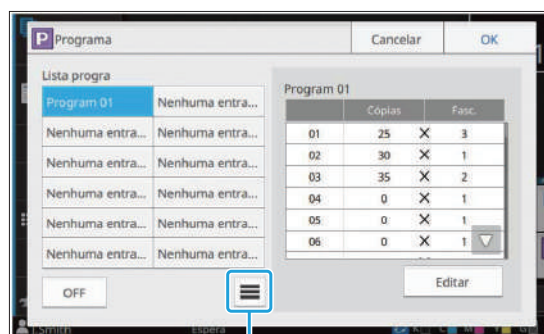 P Programa Cancelar OK
Lista progra
Program 01 Nenhuma entra...
Nenhuma entra... Nenhuma entra...
Nenhuma entra... Nenhuma entra...
Nenhuma entra... Nenhuma entra...
Nenhuma entra... Nenhuma entra...
Nenhuma entra... Nenhuma entra...
OFF
Program 01
Cópias Fasc.
01 25 X 3
02 30 X 1
03 35 X 2
04 0 X 1
05 0 X 1
06 0 X 1
Editar
I.Smith Espera K C M Y G